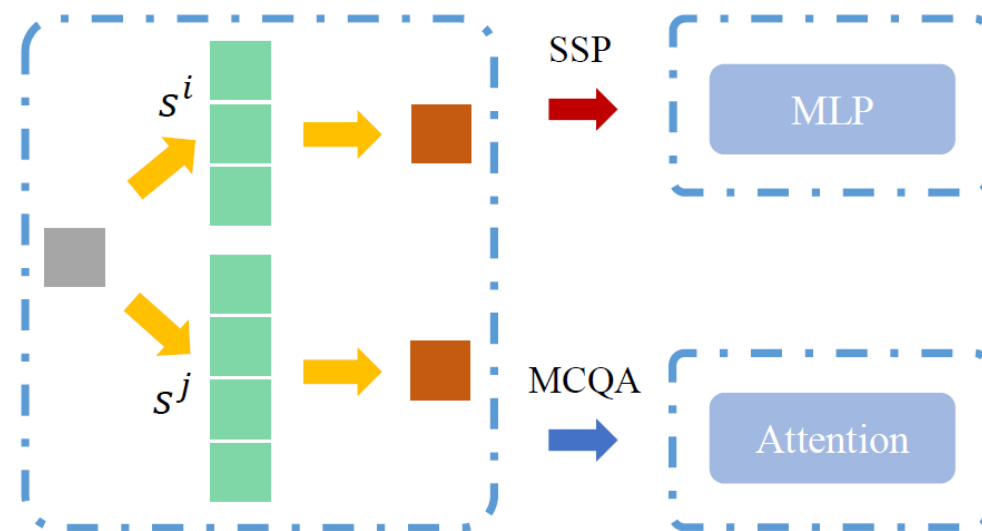 s^i
SSP
MLP
s^j
MCQA
Attention